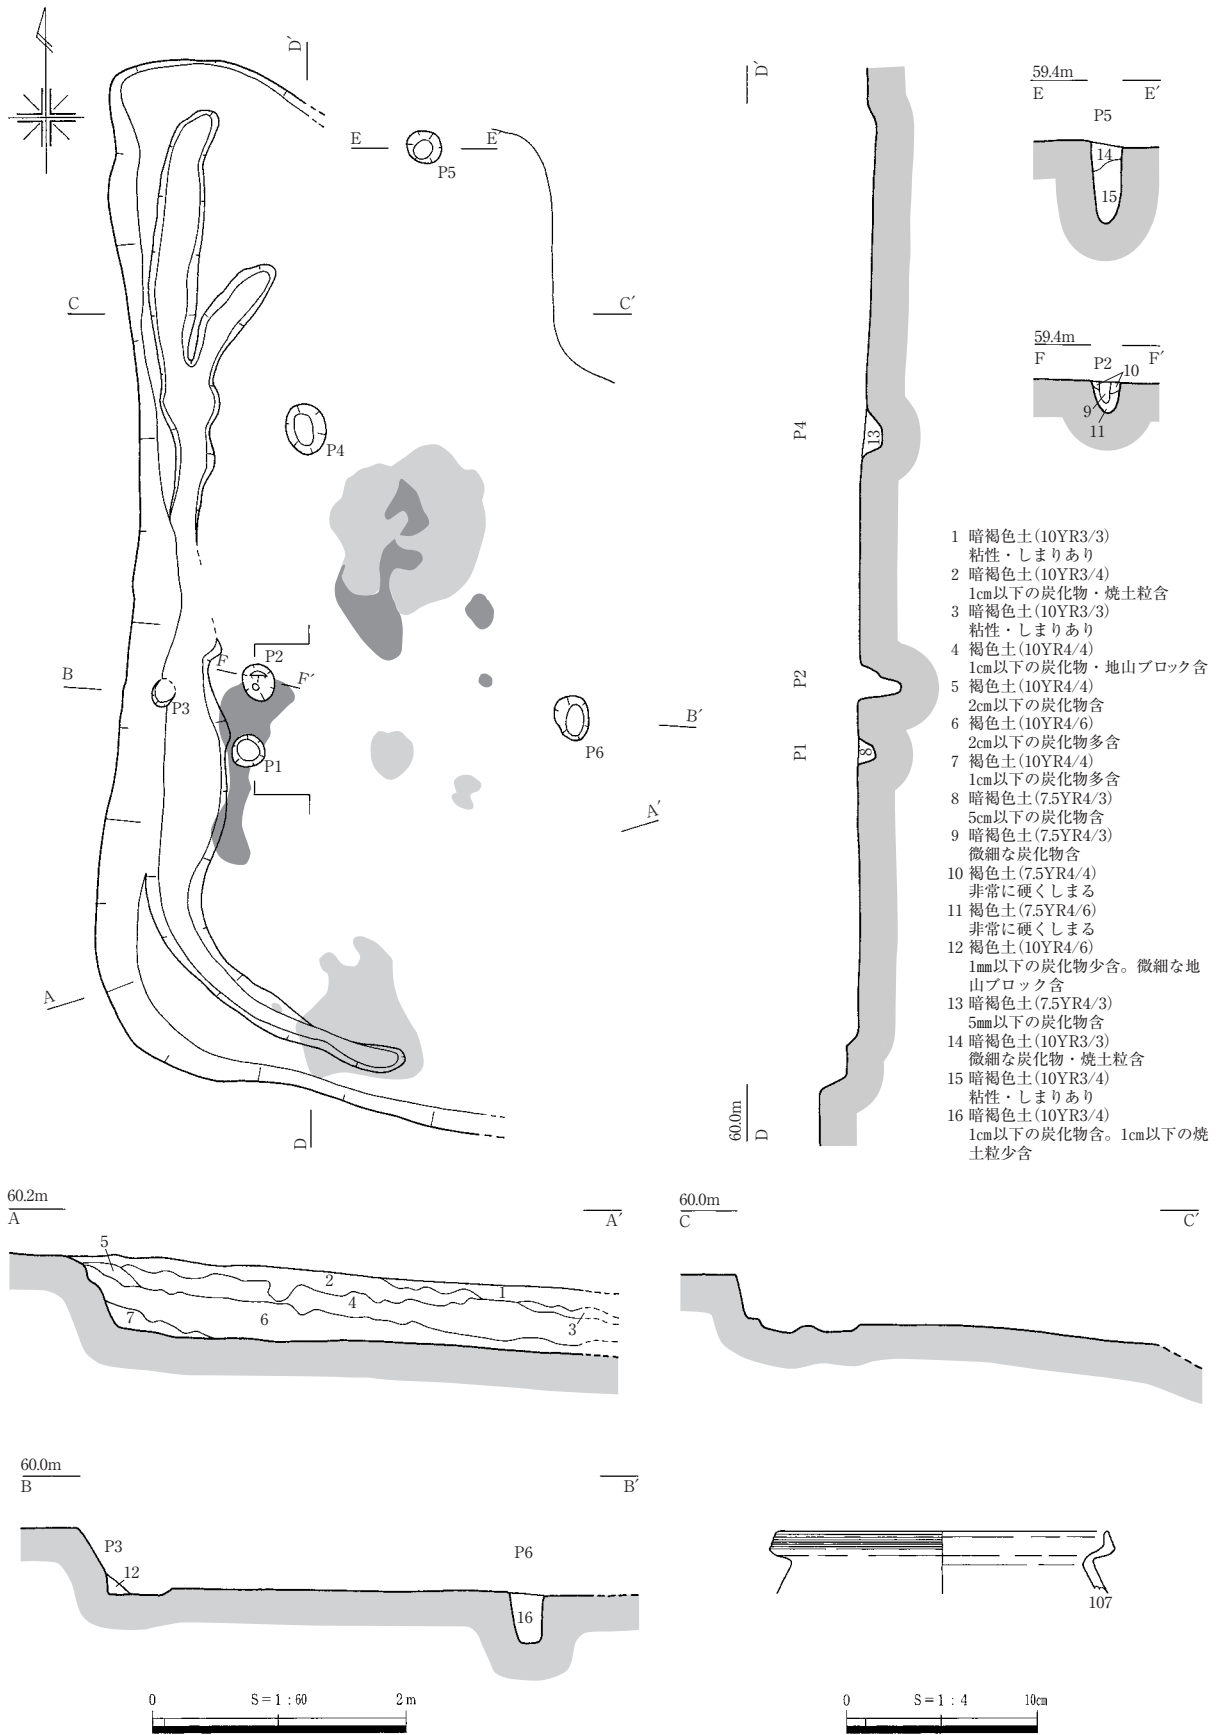 D′
E
E′
P5
C
C′
P4
F
P2
F′
B
P3
P1
P6
B′
A′
A
D
D′
P4
13
P2
P1
8
60.0m
D
59.4m
E
E′
P5
14
15
59.4m
F
F′
P2
10
9
11
1 暗褐色土(10YR3/3)
粘性・しまりあり
2 暗褐色土(10YR3/4)
1㎝以下の炭化物・焼土粒含
3 暗褐色土(10YR3/3)
粘性・しまりあり
4 褐色土(10YR4/4)
1㎝以下の炭化物・地山ブロック含
5 褐色土(10YR4/4)
2㎝以下の炭化物含
6 褐色土(10YR4/6)
2㎝以下の炭化物多含
7 褐色土(10YR4/4)
1㎝以下の炭化物多含
8 暗褐色土(7.5YR4/3)
5㎝以下の炭化物含
9 暗褐色土(7.5YR4/3)
微細な炭化物含
10 褐色土(7.5YR4/4)
非常に硬くしまる
11 褐色土(7.5YR4/6)
非常に硬くしまる
12 褐色土(10YR4/6)
1㎜以下の炭化物少含。微細な地
山ブロック含
13 暗褐色土(7.5YR4/3)
5㎜以下の炭化物含
14 暗褐色土(10YR3/3)
微細な炭化物・焼土粒含
15 暗褐色土(10YR3/4)
粘性・しまりあり
16 暗褐色土(10YR3/4)
1㎝以下の炭化物含。1㎝以下の焼
土粒少含
60.2m
A
A′
5
2
1
4
7
6
3
60.0m
C
C′
60.0m
B
B′
P3
12
P6
16
107
0 S=1:60 2m
0 S=1:4 10㎝